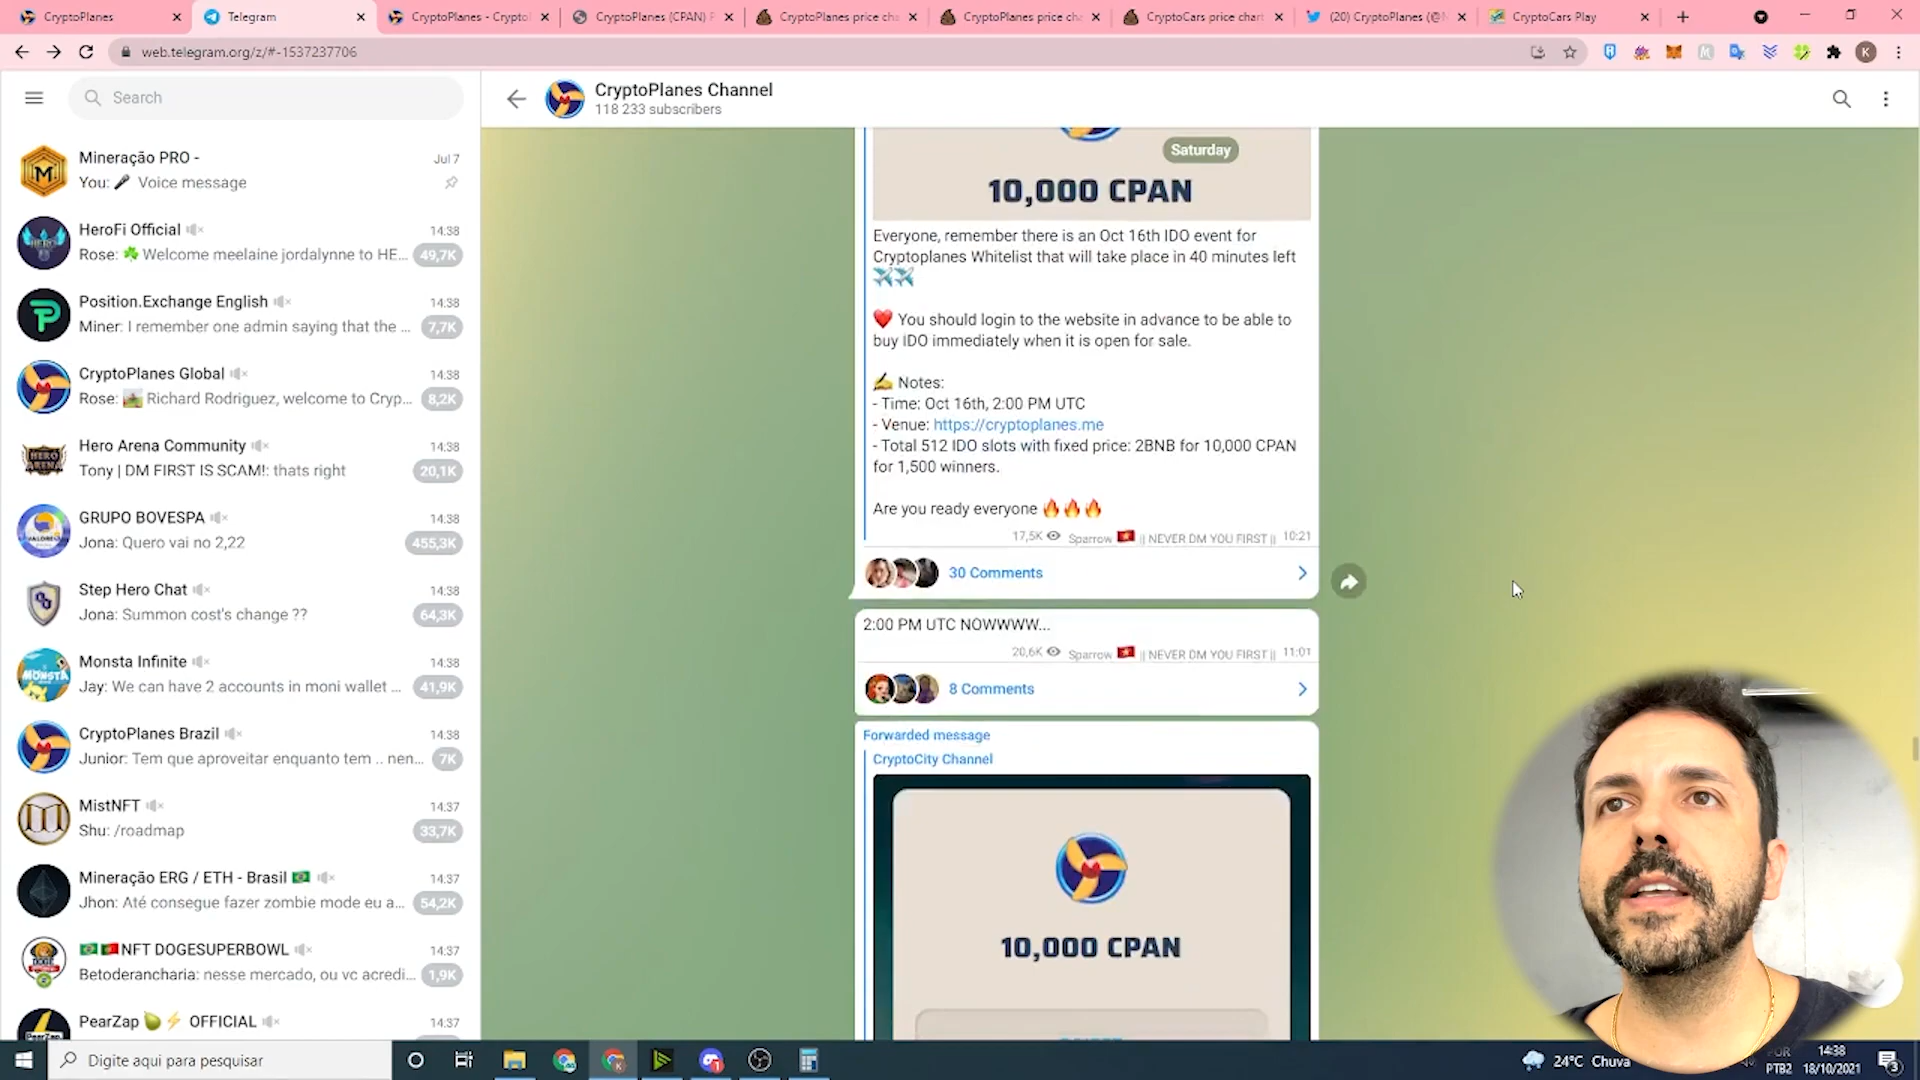 CryptoPlanes
Telegram
CryptoPlanes - Crypto
CryptoPlanes (CPAN) P
CryptoPlanes price cha
CryptoPlanes price cha
CryptoCars price chart
(20) CryptoPlanes (@
CryptoCars Play
web.telegram.org/z/#-1537237706
K
Search
CryptoPlanes Channel
118 233 subscribers
Mineração PRO -
Jul 7
You: 🎤 Voice message
HeroFi Official
14:38
Rose: 🍀 Welcome meelaine jordalynne to HE...
49,7K
Position.Exchange English
14:38
Miner: I remember one admin saying that the ...
7,7K
CryptoPlanes Global
14:38
Rose: Richard Rodriguez, welcome to Cryp...
8,2K
Hero Arena Community
14:38
Tony | DM FIRST IS SCAM!: thats right
20,1K
GRUPO BOVESPA
14:38
Jona: Quero vai no 2,22
455,3K
Step Hero Chat
14:38
Jona: Summon cost's change ??
64,3K
Monsta Infinite
14:38
Jay: We can have 2 accounts in moni wallet ...
41,9K
CryptoPlanes Brazil
14:38
Junior: Tem que aproveitar enquanto tem .. nen...
7K
MistNFT
14:37
Shu: /roadmap
33,7K
Mineração ERG / ETH - Brasil 🇧🇷
14:37
Jhon: Até consegue fazer zombie mode eu a...
54,2K
🇧🇷🇵🇹NFT DOGESUPERBOWL
14:37
Betoderancharia: nesse mercado, ou vc acredi...
1,9K
PearZap 🍐⚡ OFFICIAL
14:37
Saturday
10,000 CPAN
Everyone, remember there is an Oct 16th IDO event for
Cryptoplanes Whitelist that will take place in 40 minutes left
✈️✈️
❤️ You should login to the website in advance to be able to
buy IDO immediately when it is open for sale.
✍️ Notes:
- Time: Oct 16th, 2:00 PM UTC
- Venue: https://cryptoplanes.me
- Total 512 IDO slots with fixed price: 2BNB for 10,000 CPAN
for 1,500 winners.
Are you ready everyone 🔥🔥🔥
17,5K Sparrow 🇻🇳 || NEVER DM YOU FIRST || 10:21
30 Comments
2:00 PM UTC NOWWWW...
20,6K Sparrow 🇻🇳 || NEVER DM YOU FIRST || 11:01
8 Comments
Forwarded message
CryptoCity Channel
10,000 CPAN
Digite aqui para pesquisar
24°C Chuva
POR
PTB2
14:38
18/10/2021
3